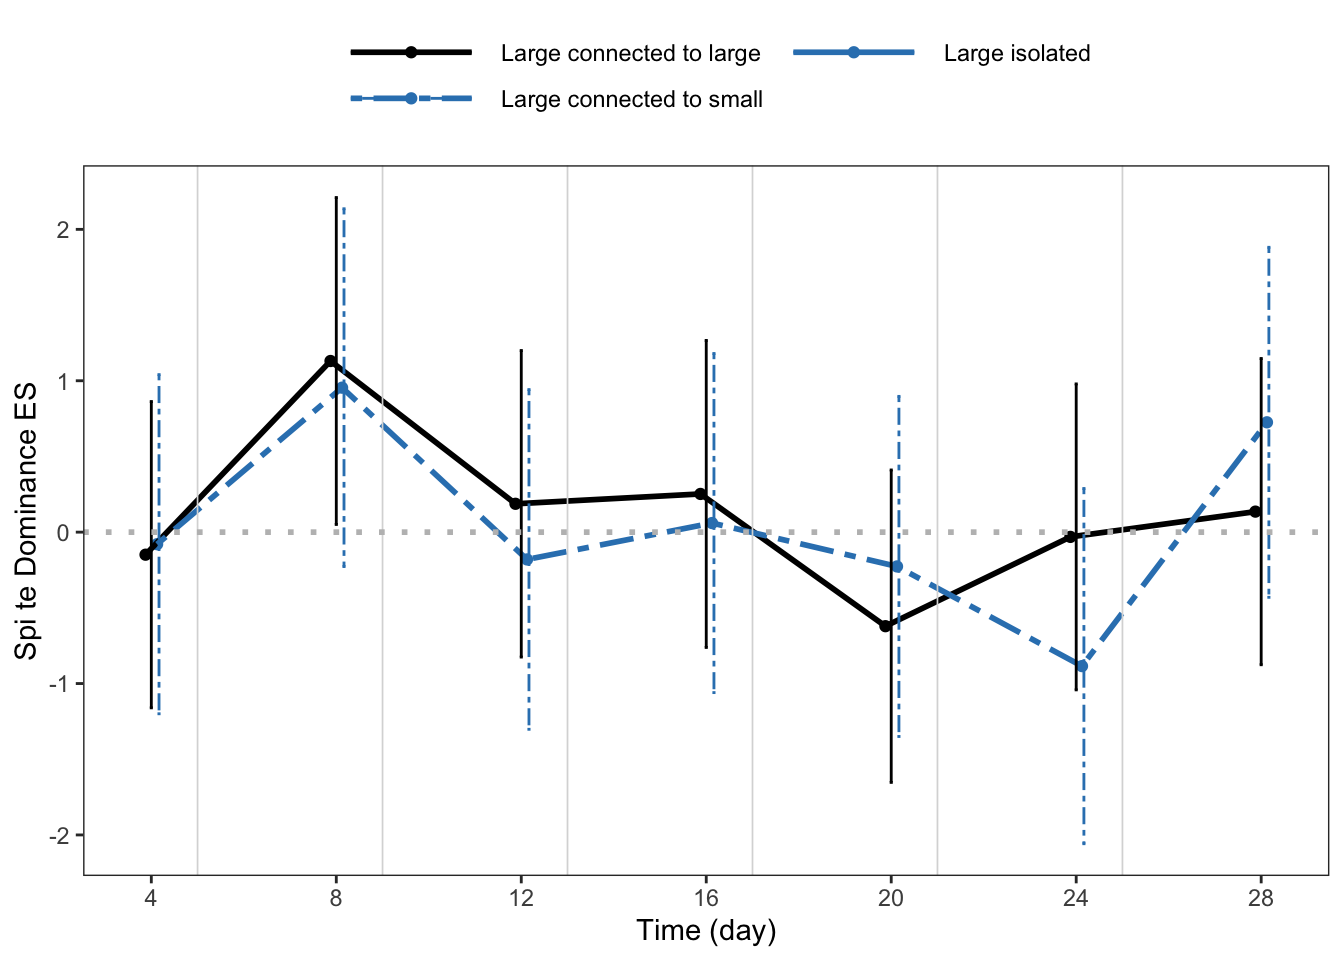 Large connected to large
Large isolated
Large connected to small
Spi te Dominance ES
2
1
0
-1
-2
4
8
12
16
20
24
28
Time (day)